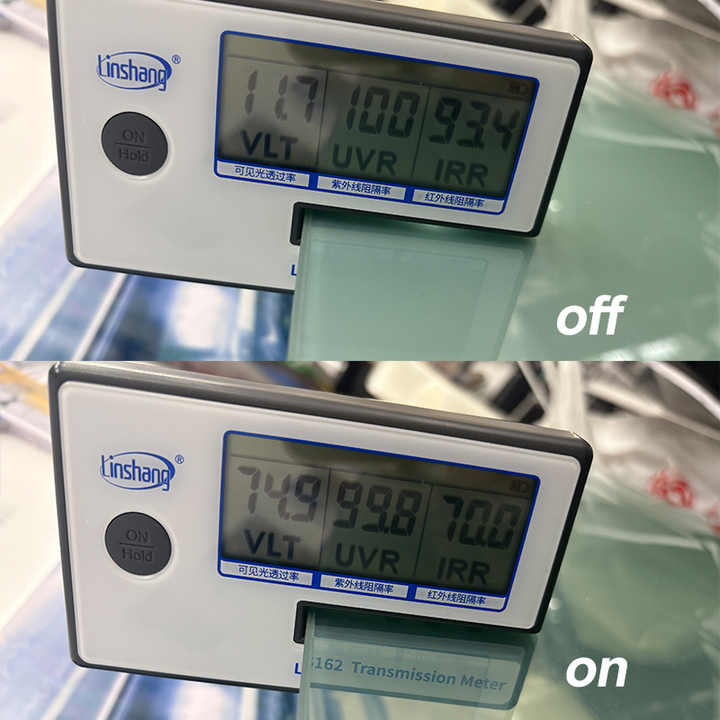 Linshang®
ON
Hold
11.7 100 93.4
VLT UVR IRR
可见光透过率 紫外线阻隔率 红外线阻隔率
L
off
Linshang®
ON
Hold
74.9 99.8 70.0
VLT UVR IRR
可见光透过率 紫外线阻隔率 红外线阻隔率
LS162 Transmission Meter
on